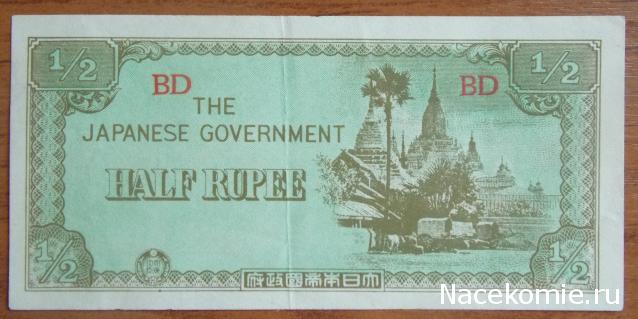 1/2 1/2
BD BD
THE
JAPANESE GOVERNMENT
HALF RUPEE
1/2 1/2
府政國帝本日大
Nacekomie.ru